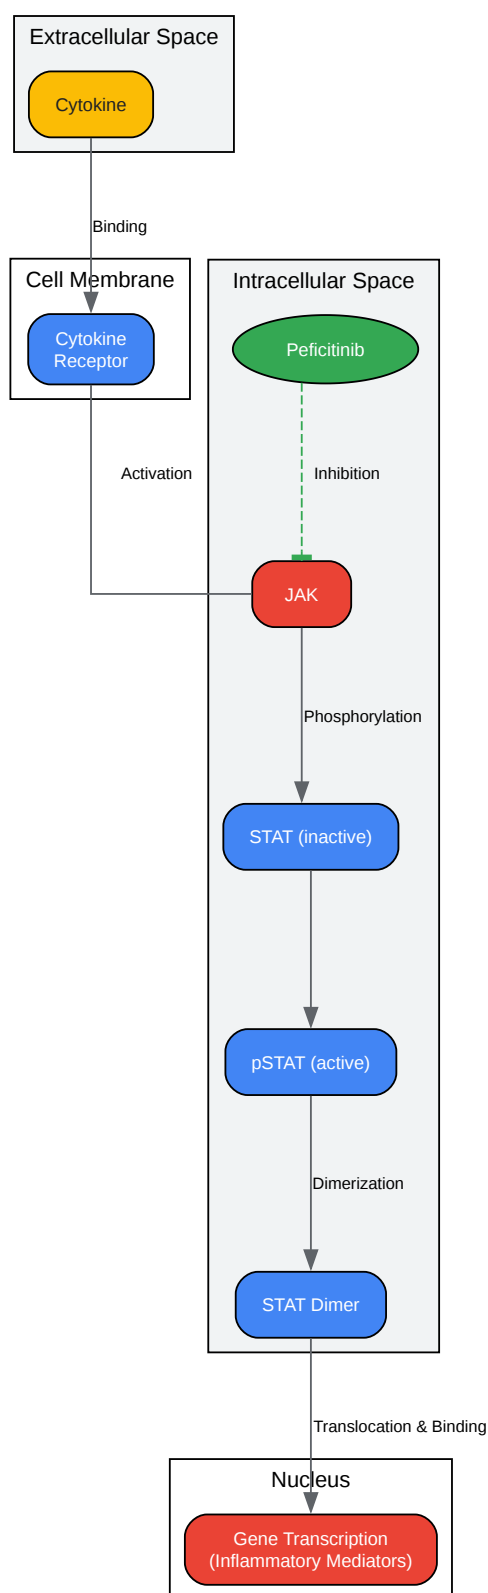 Extracellular Space
Cytokine
Binding
Cell Membrane
Cytokine
Receptor
Intracellular Space
Peficitinib
Activation
Inhibition
JAK
Phosphorylation
STAT (inactive)
pSTAT (active)
Dimerization
STAT Dimer
Translocation & Binding
Nucleus
Gene Transcription
(Inflammatory Mediators)